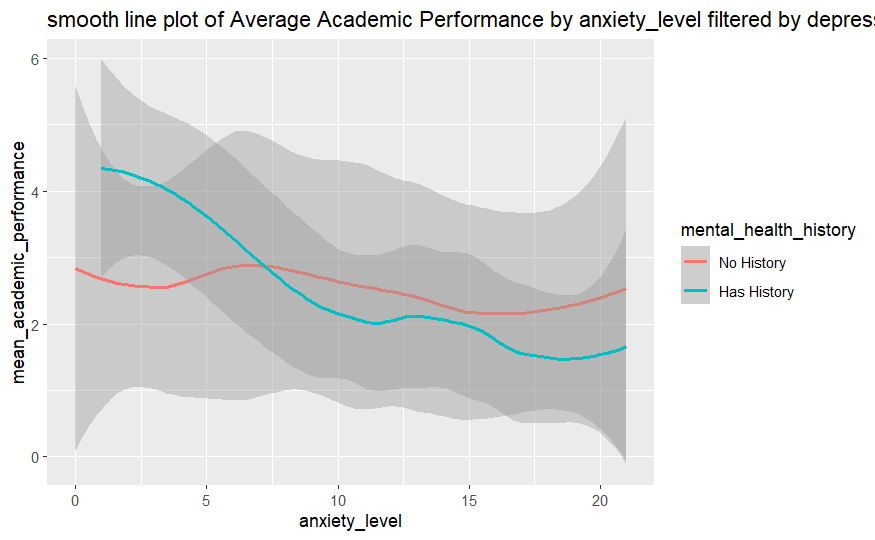 smooth line plot of Average Academic Performance by anxiety_level filtered by depres
mean_academic_performance
6
4
2
0
0 5 10 15 20
anxiety_level
mental_health_history
No History
Has History